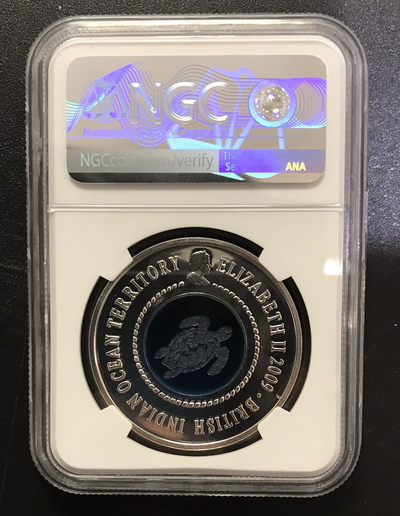 NGC
NGCcoin.com/verify
ANA
ELIZABETH II 2009 · BRITISH INDIAN OCEAN TERRITORY